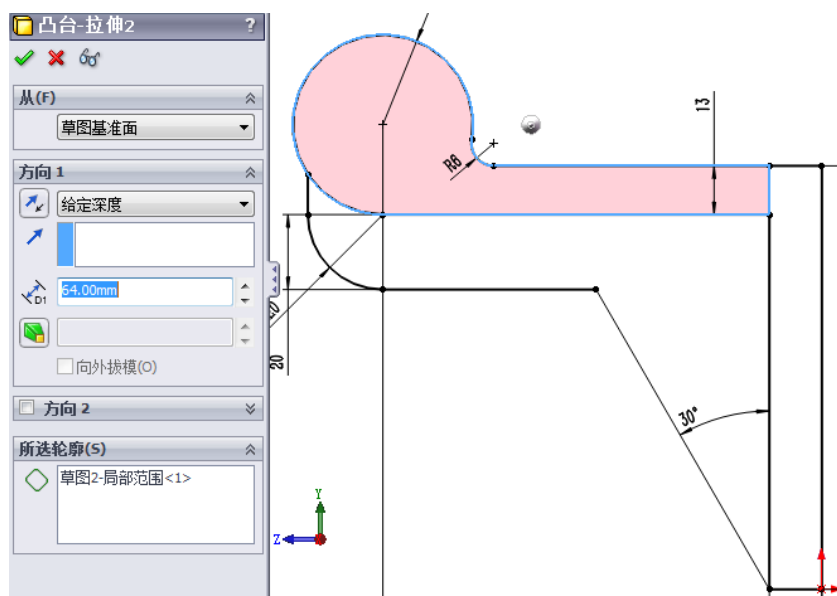 凸台-拉伸2 ?
从(F)
草图基准面
方向1
给定深度
D1 64.00mm
向外拔模(O)
方向 2
所选轮廓(S)
草图2-局部范围<1>
R6
13
20
30°
Y
Z